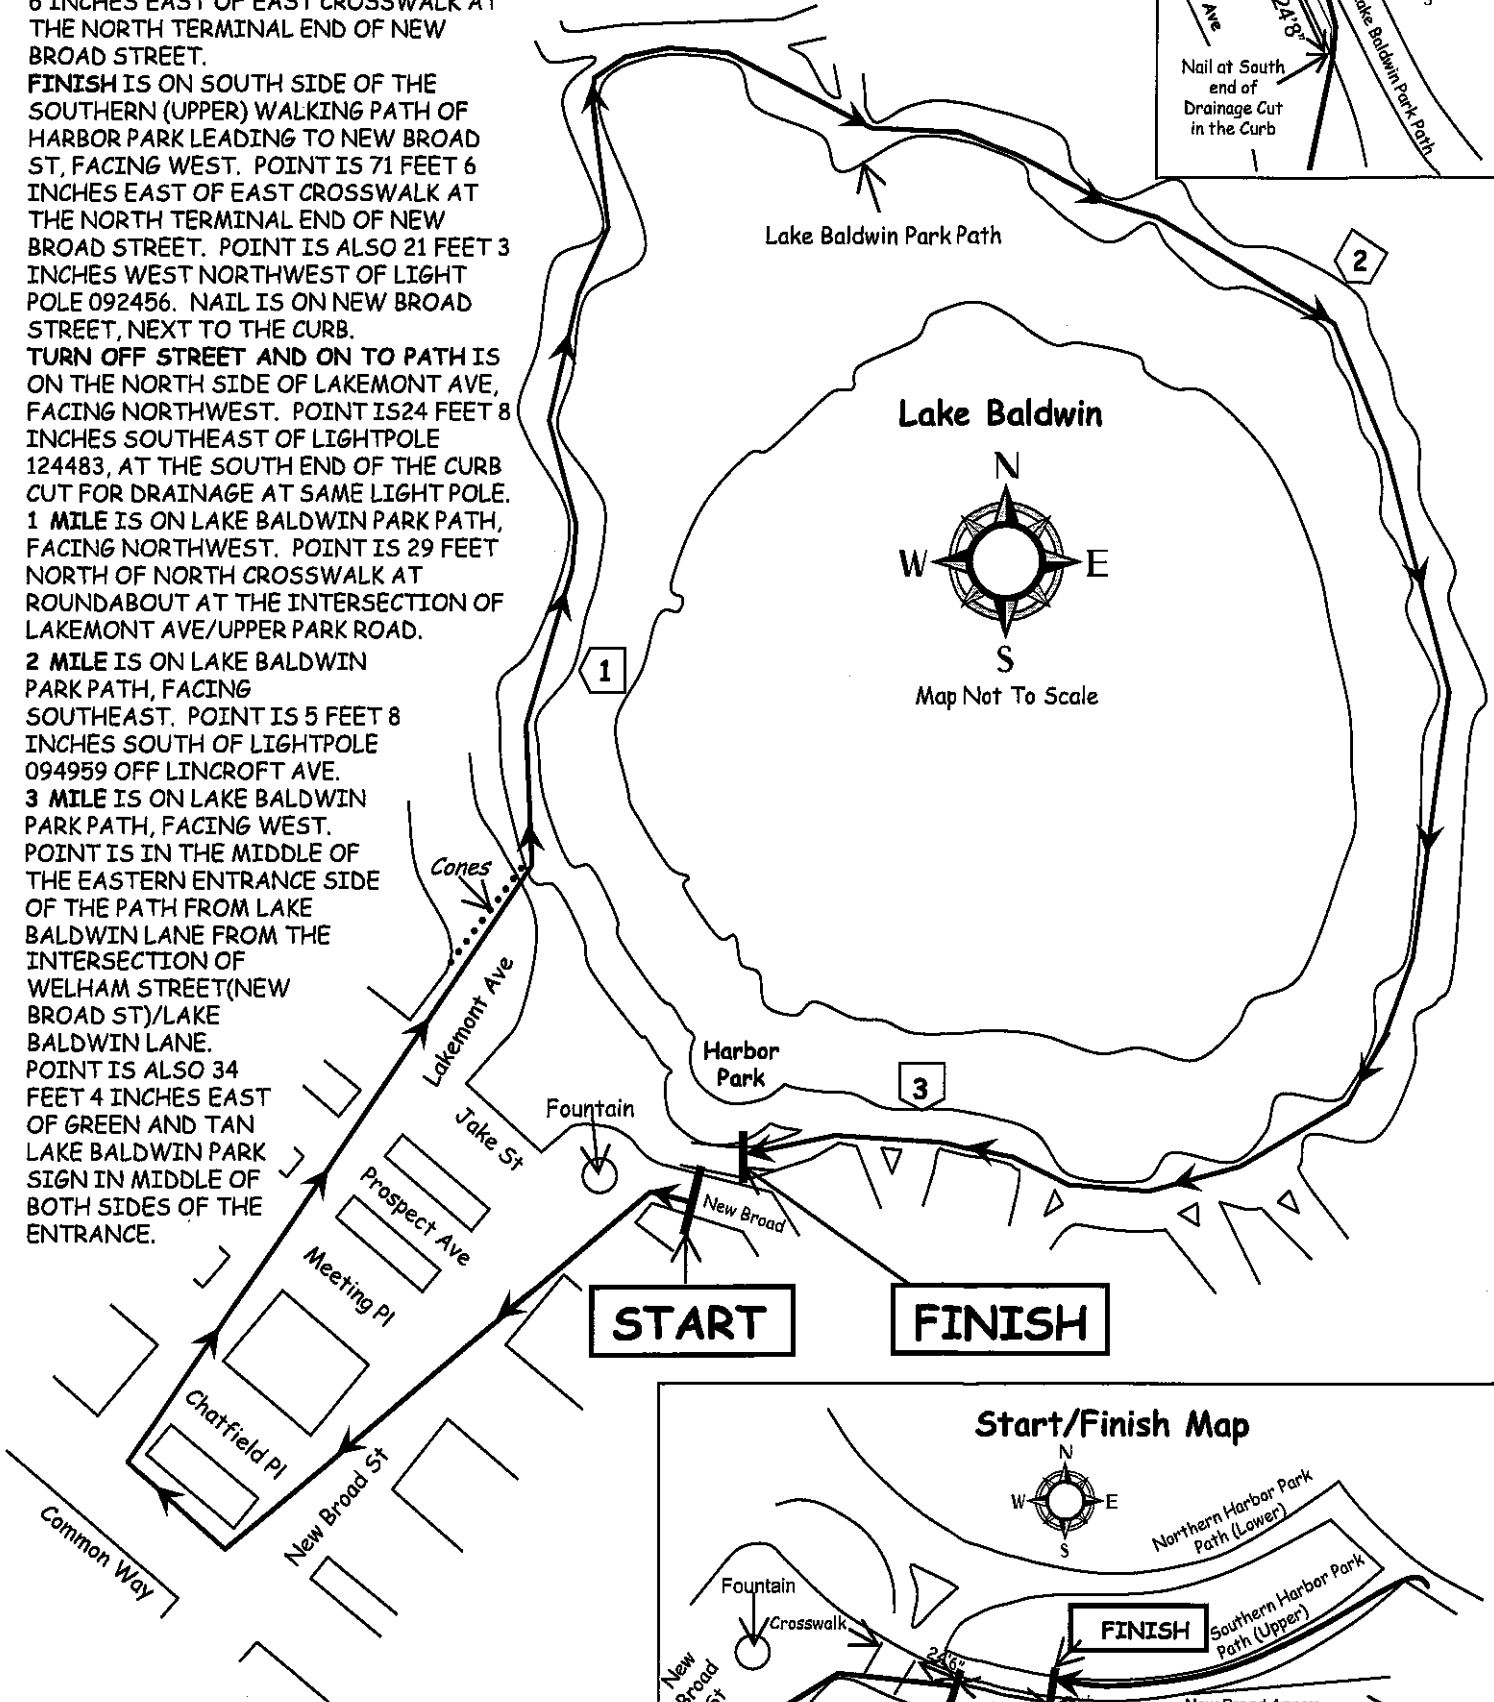 6 INCHES EAST OF EAST CROSSWALK AT
THE NORTH TERMINAL END OF NEW
BROAD STREET.
FINISH IS ON SOUTH SIDE OF THE
SOUTHERN (UPPER) WALKING PATH OF
HARBOR PARK LEADING TO NEW BROAD
ST, FACING WEST. POINT IS 71 FEET 6
INCHES EAST OF EAST CROSSWALK AT
THE NORTH TERMINAL END OF NEW
BROAD STREET. POINT IS ALSO 21 FEET 3
INCHES WEST NORTHWEST OF LIGHT
POLE 092456. NAIL IS ON NEW BROAD
STREET, NEXT TO THE CURB.
TURN OFF STREET AND ON TO PATH IS
ON THE NORTH SIDE OF LAKEMONT AVE,
FACING NORTHWEST. POINT IS24 FEET 8
INCHES SOUTHEAST OF LIGHTPOLE
124483, AT THE SOUTH END OF THE CURB
CUT FOR DRAINAGE AT SAME LIGHT POLE.
1 MILE IS ON LAKE BALDWIN PARK PATH,
FACING NORTHWEST. POINT IS 29 FEET
NORTH OF NORTH CROSSWALK AT
ROUNDABOUT AT THE INTERSECTION OF
LAKEMONT AVE/UPPER PARK ROAD.
2 MILE IS ON LAKE BALDWIN
PARK PATH, FACING
SOUTHEAST. POINT IS 5 FEET 8
INCHES SOUTH OF LIGHTPOLE
094959 OFF LINCROFT AVE.
3 MILE IS ON LAKE BALDWIN
PARK PATH, FACING WEST.
POINT IS IN THE MIDDLE OF
THE EASTERN ENTRANCE SIDE
OF THE PATH FROM LAKE
BALDWIN LANE FROM THE
INTERSECTION OF
WELHAM STREET(NEW
BROAD ST)/LAKE
BALDWIN LANE.
POINT IS ALSO 34
FEET 4 INCHES EAST
OF GREEN AND TAN
LAKE BALDWIN PARK
SIGN IN MIDDLE OF
BOTH SIDES OF THE
ENTRANCE.
Ave
24'8"
Lake Baldwin Park Path
Nail at South
end of
Drainage Cut
in the Curb
Lake Baldwin Park Path
2
Lake Baldwin
N
W
E
S
Map Not To Scale
1
Cones
Lakemont Ave
Harbor
Park
3
Fountain
Jake St
Prospect Ave
New Broad
Meeting Pl
START
FINISH
Chatfield Pl
New Broad St
Common Way
Start/Finish Map
N
W
E
S
Northern Harbor Park
Path (Lower)
Fountain
Crosswalk
FINISH
Southern Harbor Park
Path (Upper)
24'6"
New
Broad
St